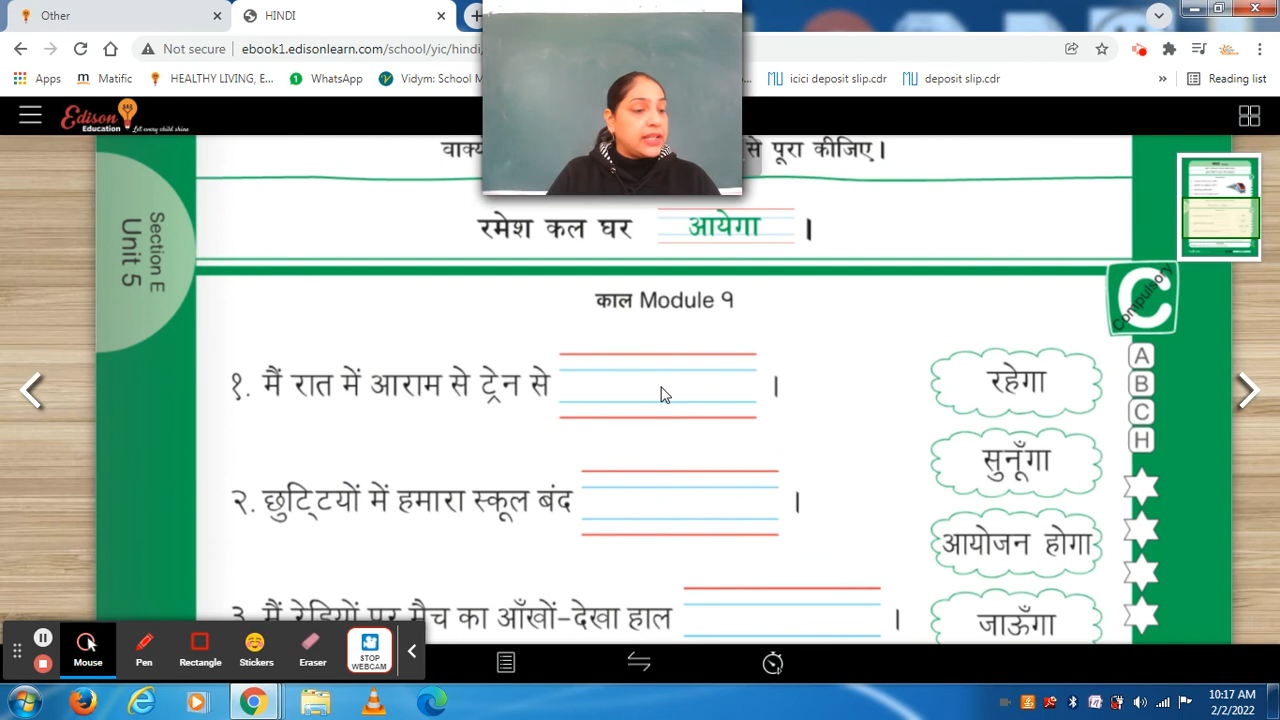 Other
HINDI
Not secure
ebook1.edisonlearn.com/school/yic/hindi/
Apps
Matific
HEALTHY LIVING, E...
WhatsApp
Vidym: School M
icici deposit slip.cdr
deposit slip.cdr
»
Reading list
Edison
Education
Let every child shine
से पूरा कीजिए।
Section E
Unit 5
रमेश कल घर आयेगा ।
काल Module १
C
Compulsory
१. मैं रात में आराम से ट्रेन से ।
२. छुट्टियों में हमारा स्कूल बंद ।
३. मैं रेडियों पर मैच का आँखों-देखा हाल ।
रहेगा
सुनूँगा
आयोजन होगा
जाऊँगा
A
B
C
H
Mouse
Pen
Rectangle
Stickers
Eraser
STOP
WEBCAM
10:17 AM
2/2/2022